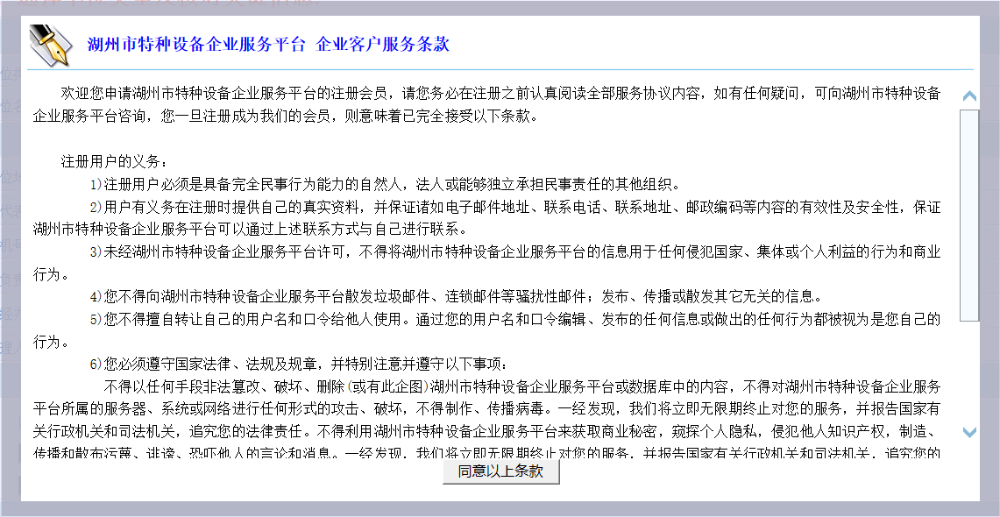 湖州市特种设备企业服务平台 企业客户服务条款
欢迎您申请湖州市特种设备企业服务平台的注册会员，请您务必在注册之前认真阅读全部服务协议内容，如有任何疑问，可向湖州市特种设备
企业服务平台咨询，您一旦注册成为我们的会员，则意味着已完全接受以下条款。
注册用户的义务：
1)注册用户必须是具备完全民事行为能力的自然人，法人或能够独立承担民事责任的其他组织。
2)用户有义务在注册时提供自己的真实资料，并保证诸如电子邮件地址、联系电话、联系地址、邮政编码等内容的有效性及安全性，保证
湖州市特种设备企业服务平台可以通过上述联系方式与自己进行联系。
3)未经湖州市特种设备企业服务平台许可，不得将湖州市特种设备企业服务平台的信息用于任何侵犯国家、集体或个人利益的行为和商业
行为。
4)您不得向湖州市特种设备企业服务平台散发垃圾邮件、连锁邮件等骚扰性邮件；发布、传播或散发其它无关的信息。
5)您不得擅自转让自己的用户名和口令给他人使用。通过您的用户名和口令编辑、发布的任何信息或做出的任何行为都被视为是您自己的
行为。
6)您必须遵守国家法律、法规及规章，并特别注意并遵守以下事项：
不得以任何手段非法篡改、破坏、删除(或有此企图)湖州市特种设备企业服务平台或数据库中的内容，不得对湖州市特种设备企业服务
平台所属的服务器、系统或网络进行任何形式的攻击、破坏，不得制作、传播病毒。一经发现，我们将立即无限期终止对您的服务，并报告国家有
关行政机关和司法机关，追究您的法律责任。不得利用湖州市特种设备企业服务平台来获取商业秘密，窥探个人隐私，侵犯他人知识产权，制造、
传播和散布污蔑、诽谤、恐吓他人的言论和消息。一经发现，我们将立即无限期终止对您的服务，并报告国家有关行政机关和司法机关，追究您的
同意以上条款